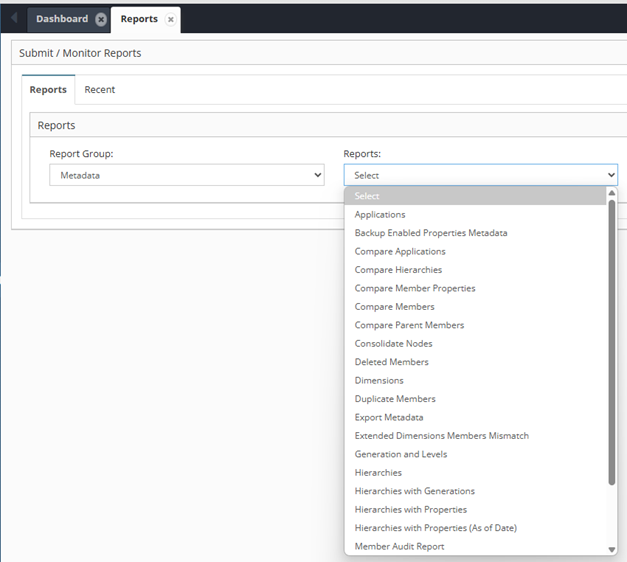 Dashboard
Reports
Submit / Monitor Reports
Reports
Recent
Reports
Report Group:
Reports:
Metadata
Select
Select
Applications
Backup Enabled Properties Metadata
Compare Applications
Compare Hierarchies
Compare Member Properties
Compare Members
Compare Parent Members
Consolidate Nodes
Deleted Members
Dimensions
Duplicate Members
Export Metadata
Extended Dimensions Members Mismatch
Generation and Levels
Hierarchies
Hierarchies with Generations
Hierarchies with Properties
Hierarchies with Properties (As of Date)
Member Audit Report